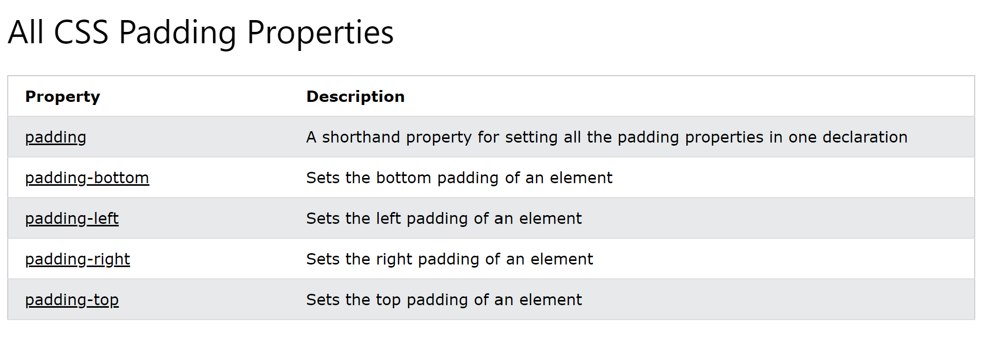 All CSS Padding Properties
Property Description
padding A shorthand property for setting all the padding properties in one declaration
padding-bottom Sets the bottom padding of an element
padding-left Sets the left padding of an element
padding-right Sets the right padding of an element
padding-top Sets the top padding of an element